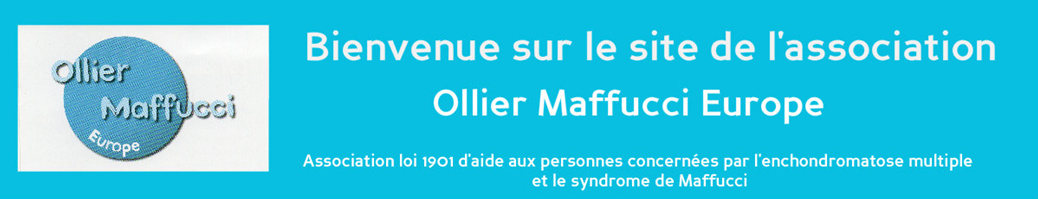 Ollier
Maffucci
Europe
Bienvenue sur le site de l'association
Ollier Maffucci Europe
Association loi 1901 d'aide aux personnes concernées par l'enchondromatose multiple
et le syndrome de Maffucci